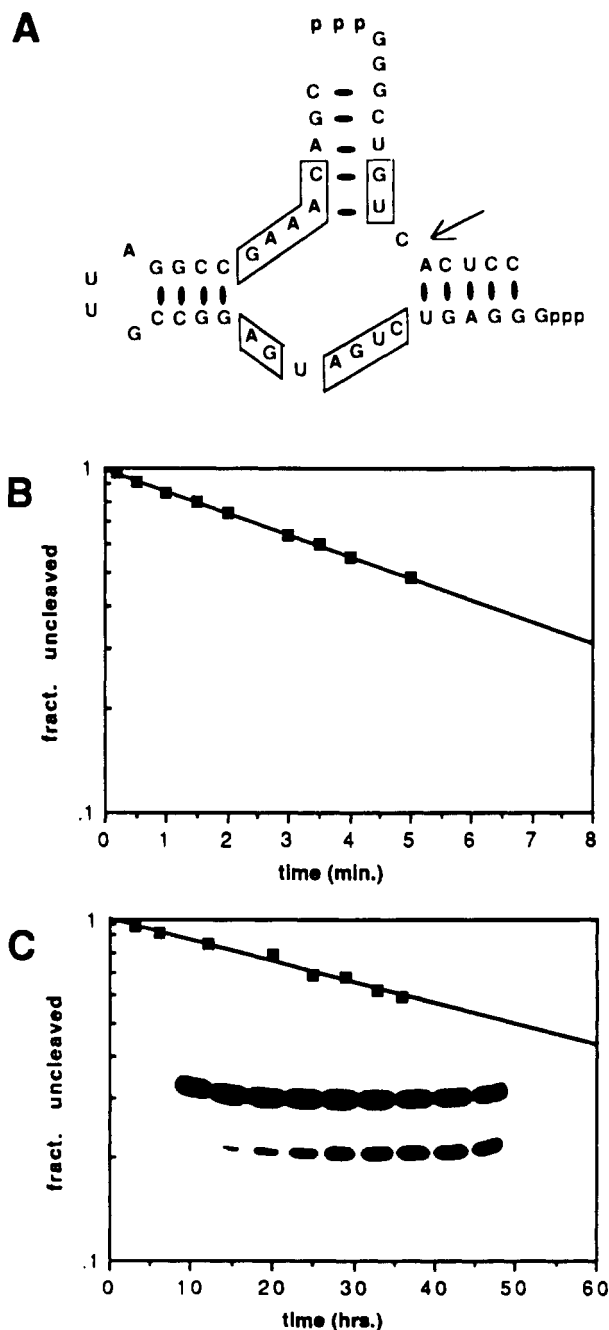 A
p p p G
G
C G
G C
A U
C G
A U
G A A A
C
A G G C C
A C U C C
U
U
G C C G G
A G U A G U C
U G A G G G ppp
B
1
fract. uncleaved
.1
0 1 2 3 4 5 6 7 8
time (min.)
C
1
fract. uncleaved
.1
0 10 20 30 40 50 60
time (hrs.)